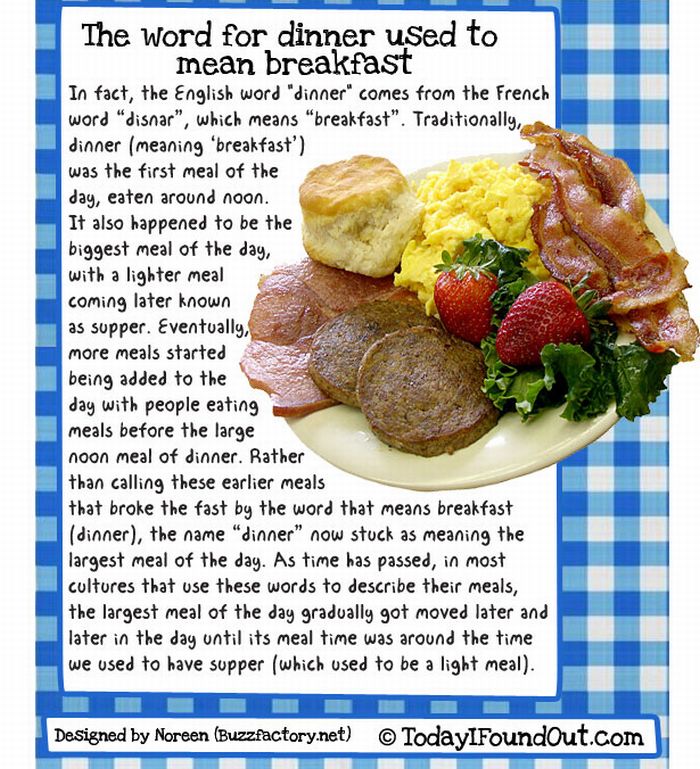 The word for dinner used to
mean breakfast
In fact, the English word "dinner" comes from the French
word “disnar”, which means “breakfast”. Traditionally,
dinner (meaning ‘breakfast’)
was the first meal of the
day, eaten around noon.
It also happened to be the
biggest meal of the day,
with a lighter meal
coming later known
as supper. Eventually,
more meals started
being added to the
day with people eating
meals before the large
noon meal of dinner. Rather
than calling these earlier meals
that broke the fast by the word that means breakfast
(dinner), the name “dinner” now stuck as meaning the
largest meal of the day. As time has passed, in most
cultures that use these words to describe their meals,
the largest meal of the day gradually got moved later and
later in the day until its meal time was around the time
we used to have supper (which used to be a light meal).
Designed by Noreen (Buzzfactory.net) © TodayIFoundOut.com